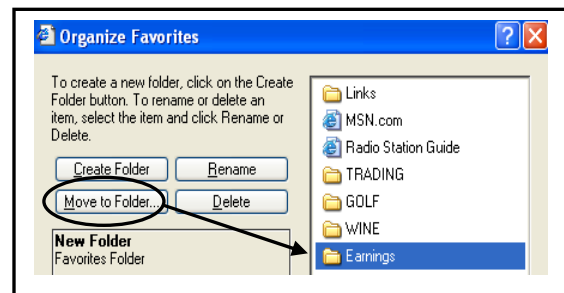 Organize Favorites
To create a new folder, click on the Create
Folder button. To rename or delete an
item, select the item and click Rename or
Delete.
Create Folder
Rename
Move to Folder...
Delete
New Folder
Favorites Folder
Links
MSN.com
Radio Station Guide
TRADING
GOLF
WINE
Earnings